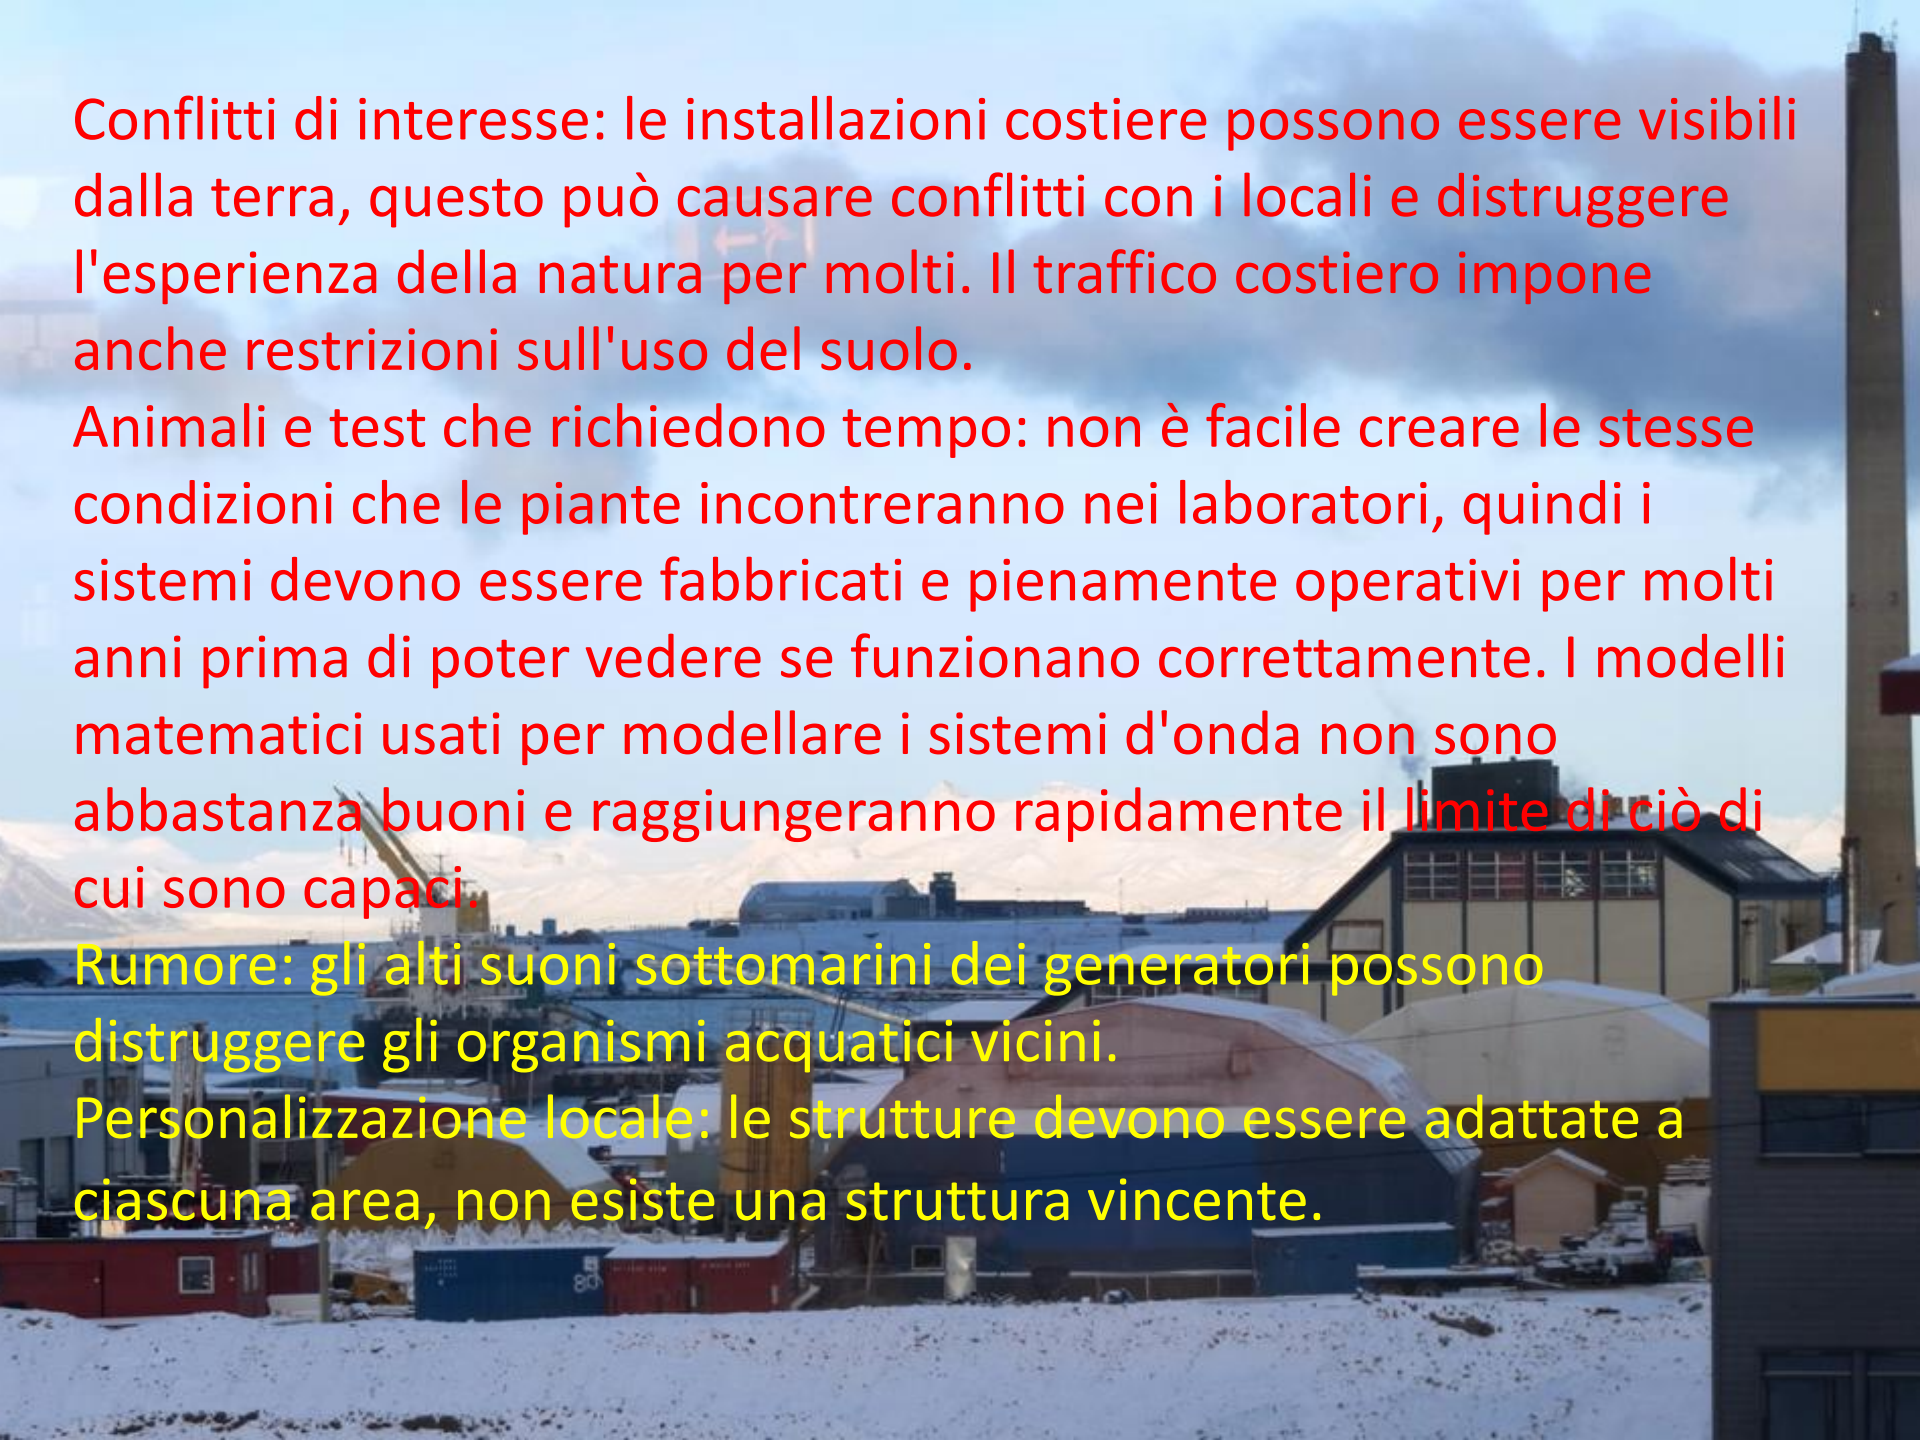 Conflitti di interesse: le installazioni costiere possono essere visibili
dalla terra, questo può causare conflitti con i locali e distruggere
l'esperienza della natura per molti. Il traffico costiero impone
anche restrizioni sull'uso del suolo.
Animali e test che richiedono tempo: non è facile creare le stesse
condizioni che le piante incontreranno nei laboratori, quindi i
sistemi devono essere fabbricati e pienamente operativi per molti
anni prima di poter vedere se funzionano correttamente. I modelli
matematici usati per modellare i sistemi d'onda non sono
abbastanza buoni e raggiungeranno rapidamente il limite di ciò di
cui sono capaci.
Rumore: gli alti suoni sottomarini dei generatori possono
distruggere gli organismi acquatici vicini.
Personalizzazione locale: le strutture devono essere adattate a
ciascuna area, non esiste una struttura vincente.
80